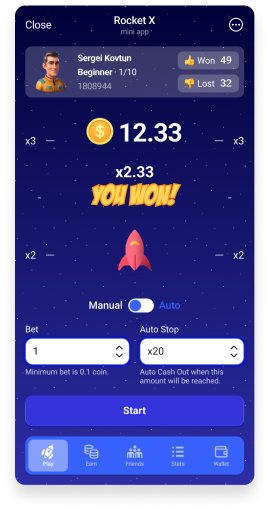 Close
Rocket X
mini app
Sergei Kovtun
Beginner · 1/10
1808944
👍 Won 49
👎 Lost 32
$ 12.33
x3 x3
x2.33
YOU WON!
x2 x2
Manual Auto
Bet Auto Stop
1 x20
Minimum bet is 0.1 coin. Auto Cash Out when this
amount will be reached.
Start
Play Earn Friends Stats Wallet